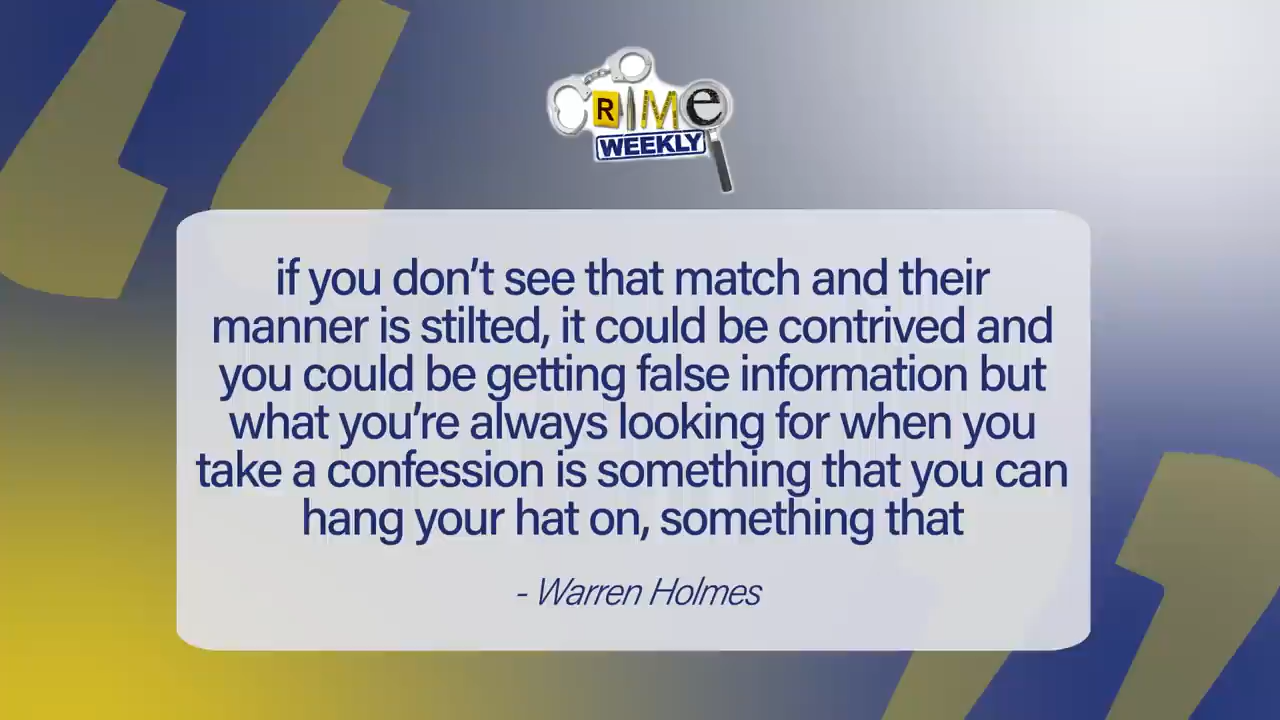 CRIME
WEEKLY
if you don't see that match and their
manner is stilted, it could be contrived and
you could be getting false information but
what you're always looking for when you
take a confession is something that you can
hang your hat on, something that
- Warren Holmes